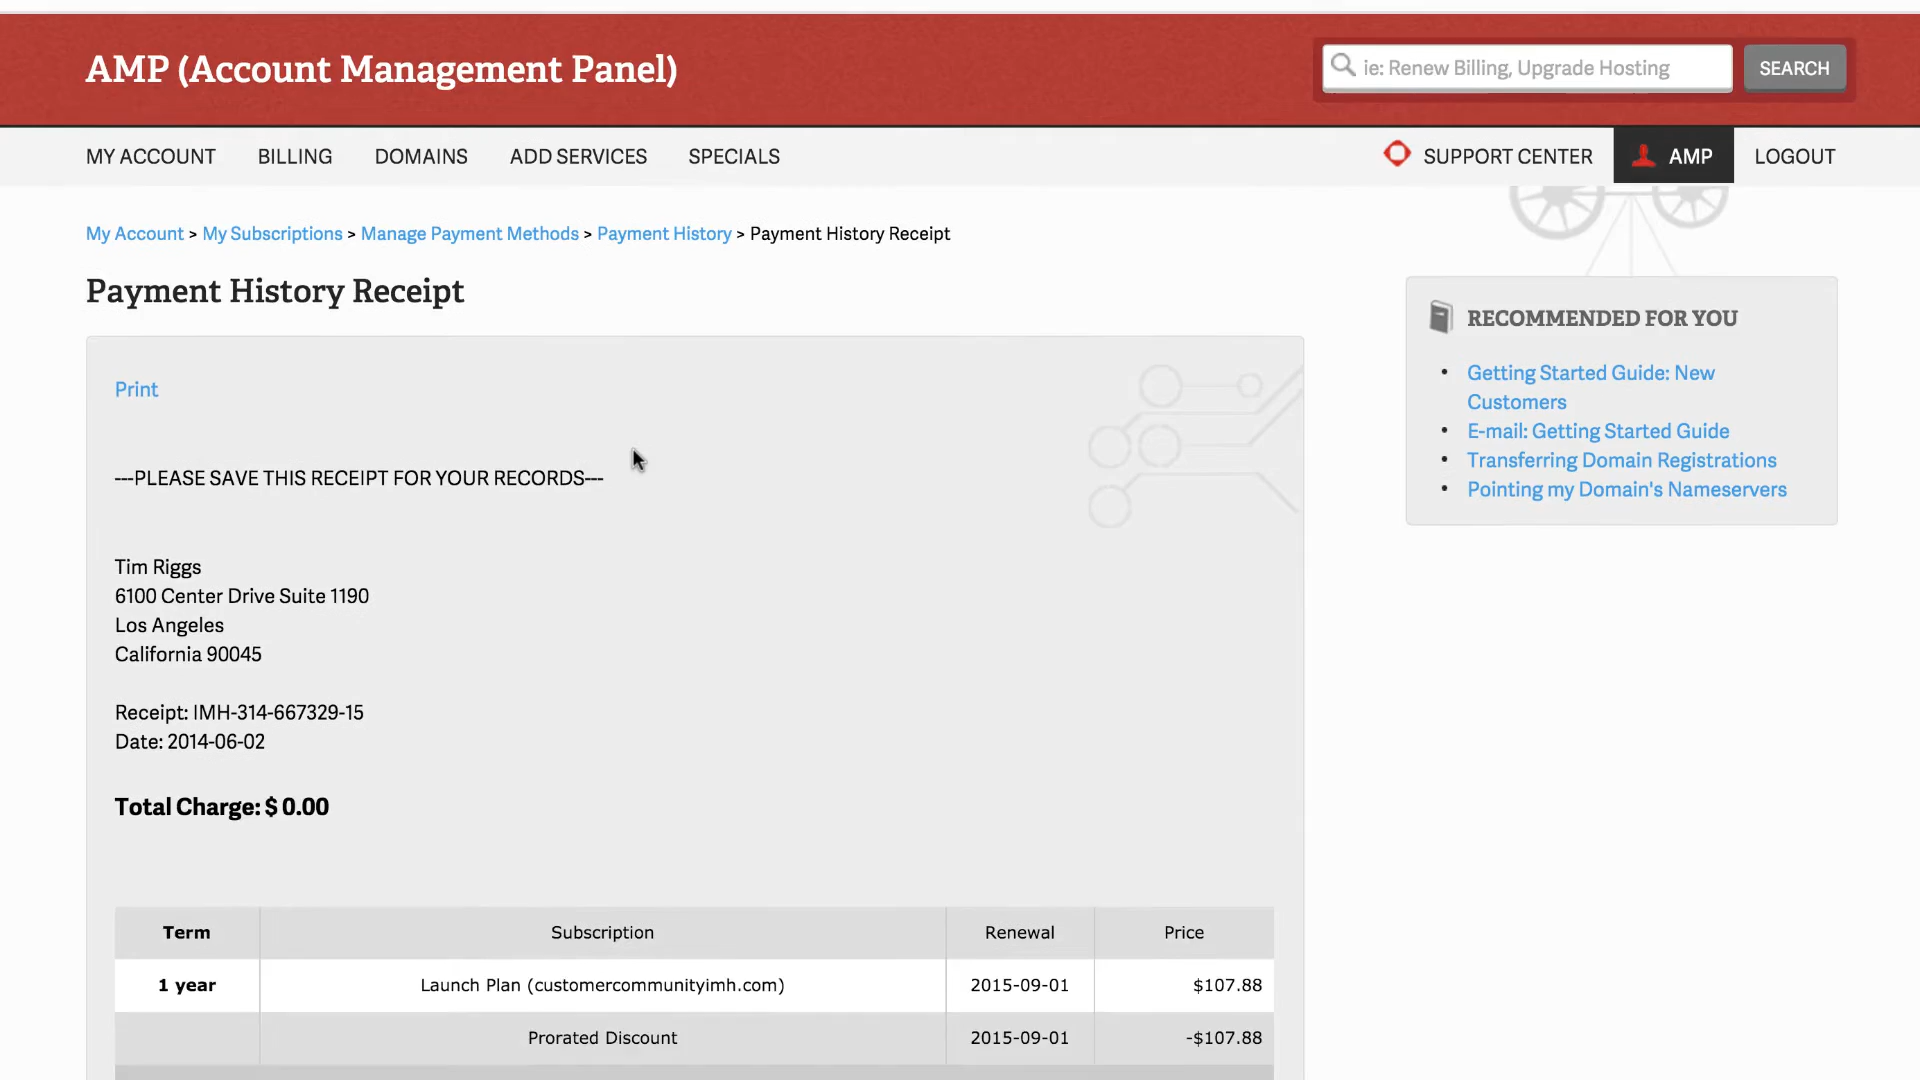 AMP (Account Management Panel)
ie: Renew Billing, Upgrade Hosting
SEARCH
MY ACCOUNT BILLING DOMAINS ADD SERVICES SPECIALS SUPPORT CENTER AMP LOGOUT
My Account > My Subscriptions > Manage Payment Methods > Payment History > Payment History Receipt
Payment History Receipt
Print
---PLEASE SAVE THIS RECEIPT FOR YOUR RECORDS---
Tim Riggs
6100 Center Drive Suite 1190
Los Angeles
California 90045
Receipt: IMH-314-667329-15
Date: 2014-06-02
Total Charge: $ 0.00
Term Subscription Renewal Price
1 year Launch Plan (customercommunityimh.com) 2015-09-01 $107.88
Prorated Discount 2015-09-01 -$107.88
RECOMMENDED FOR YOU
• Getting Started Guide: New
Customers
• E-mail: Getting Started Guide
• Transferring Domain Registrations
• Pointing my Domain's Nameservers